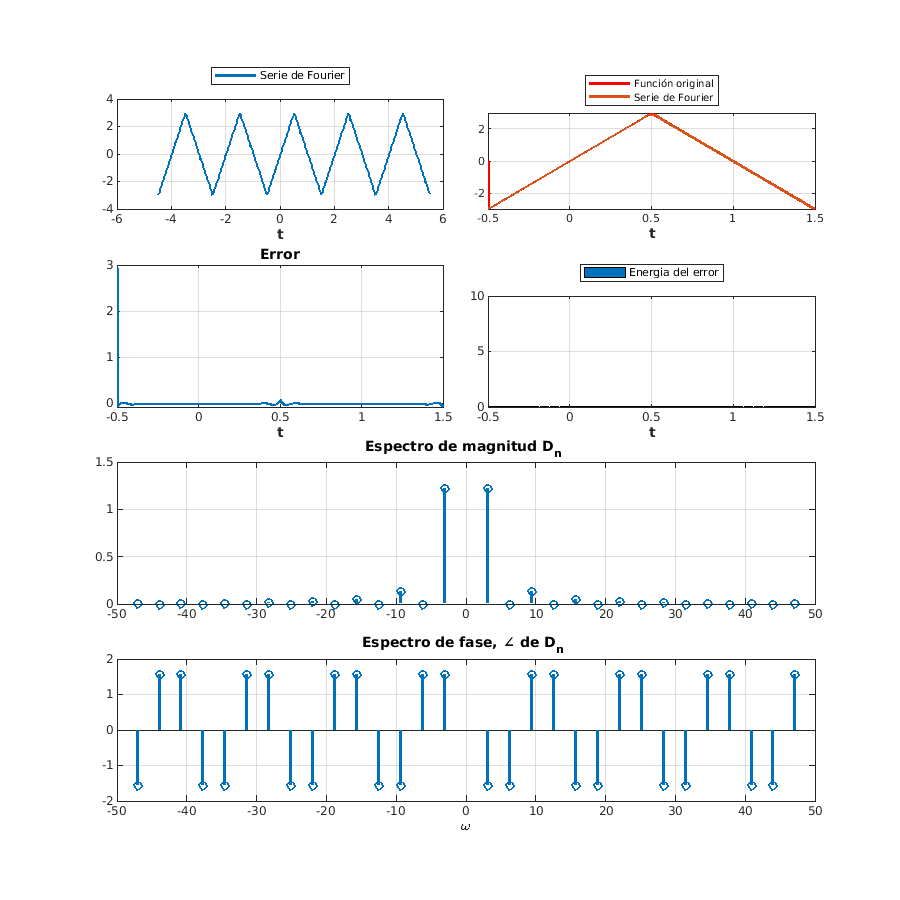 Serie de Fourier
4
2
0
-2
-4
-6 -4 -2 0 2 4 6
t
Función original
Serie de Fourier
2
0
-2
-0.5 0 0.5 1 1.5
t
Error
3
2
1
0
-0.5 0 0.5 1 1.5
t
Energia del error
10
5
0
-0.5 0 0.5 1 1.5
t
Espectro de magnitud Dn
1.5
1
0.5
0
-50 -40 -30 -20 -10 0 10 20 30 40 50
Espectro de fase, ∠ de Dn
2
1
0
-1
-2
-50 -40 -30 -20 -10 0 10 20 30 40 50
ω